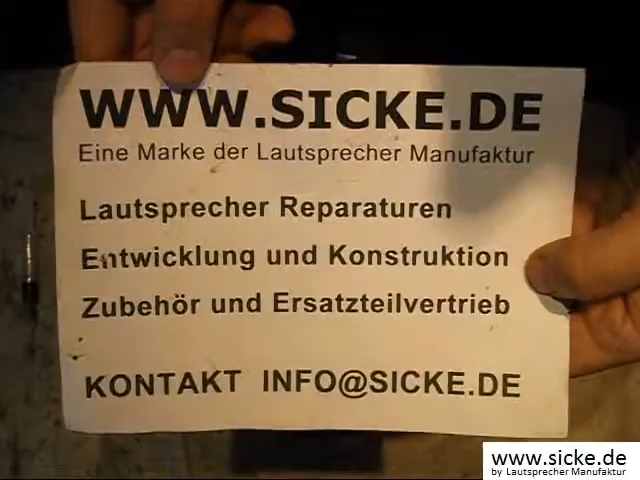 WWW.SICKE.DE
Eine Marke der Lautsprecher Manufaktur
Lautsprecher Reparaturen
Entwicklung und Konstruktion
Zubehör und Ersatzteilvertrieb
KONTAKT INFO@SICKE.DE
www.sicke.de
by Lautsprecher Manufaktur